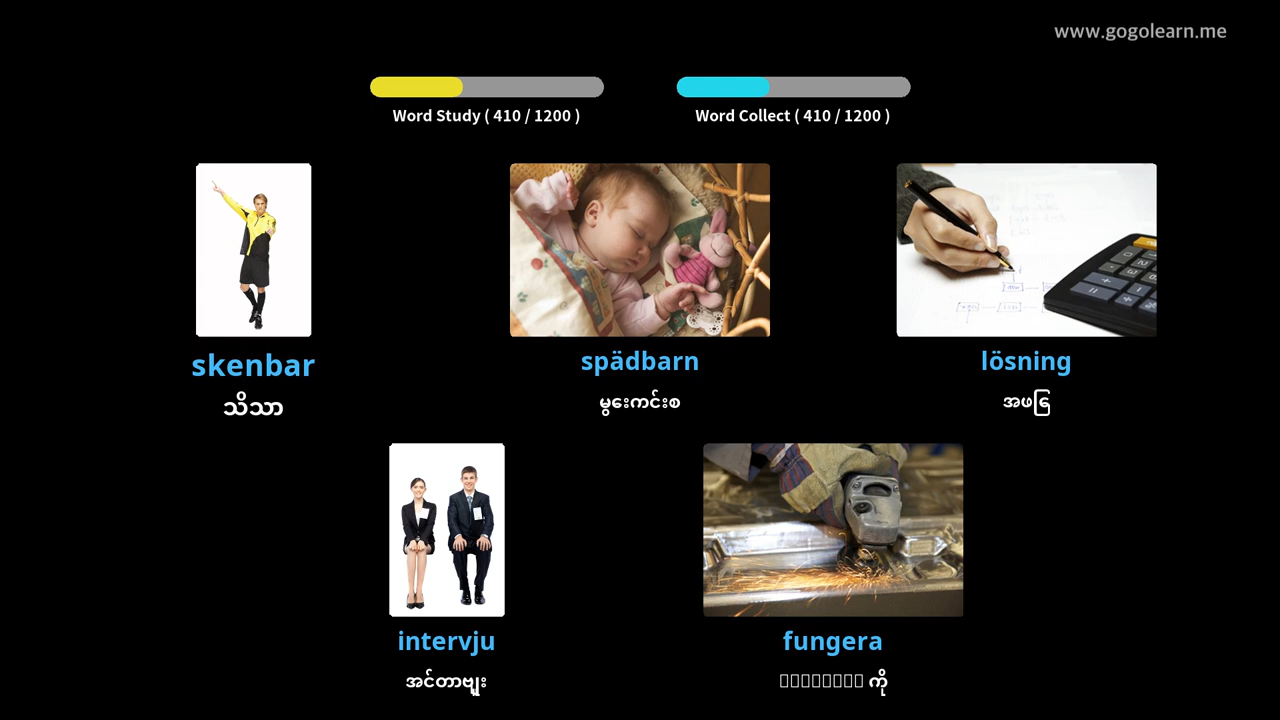 www.gogolearn.me
Word Study ( 410 / 1200 )
Word Collect ( 410 / 1200 )
skenbar
သိသာ
spädbarn
မွေးကင်းစ
lösning
အဖြေ
intervju
အင်တာဗျူး
fungera
ကို